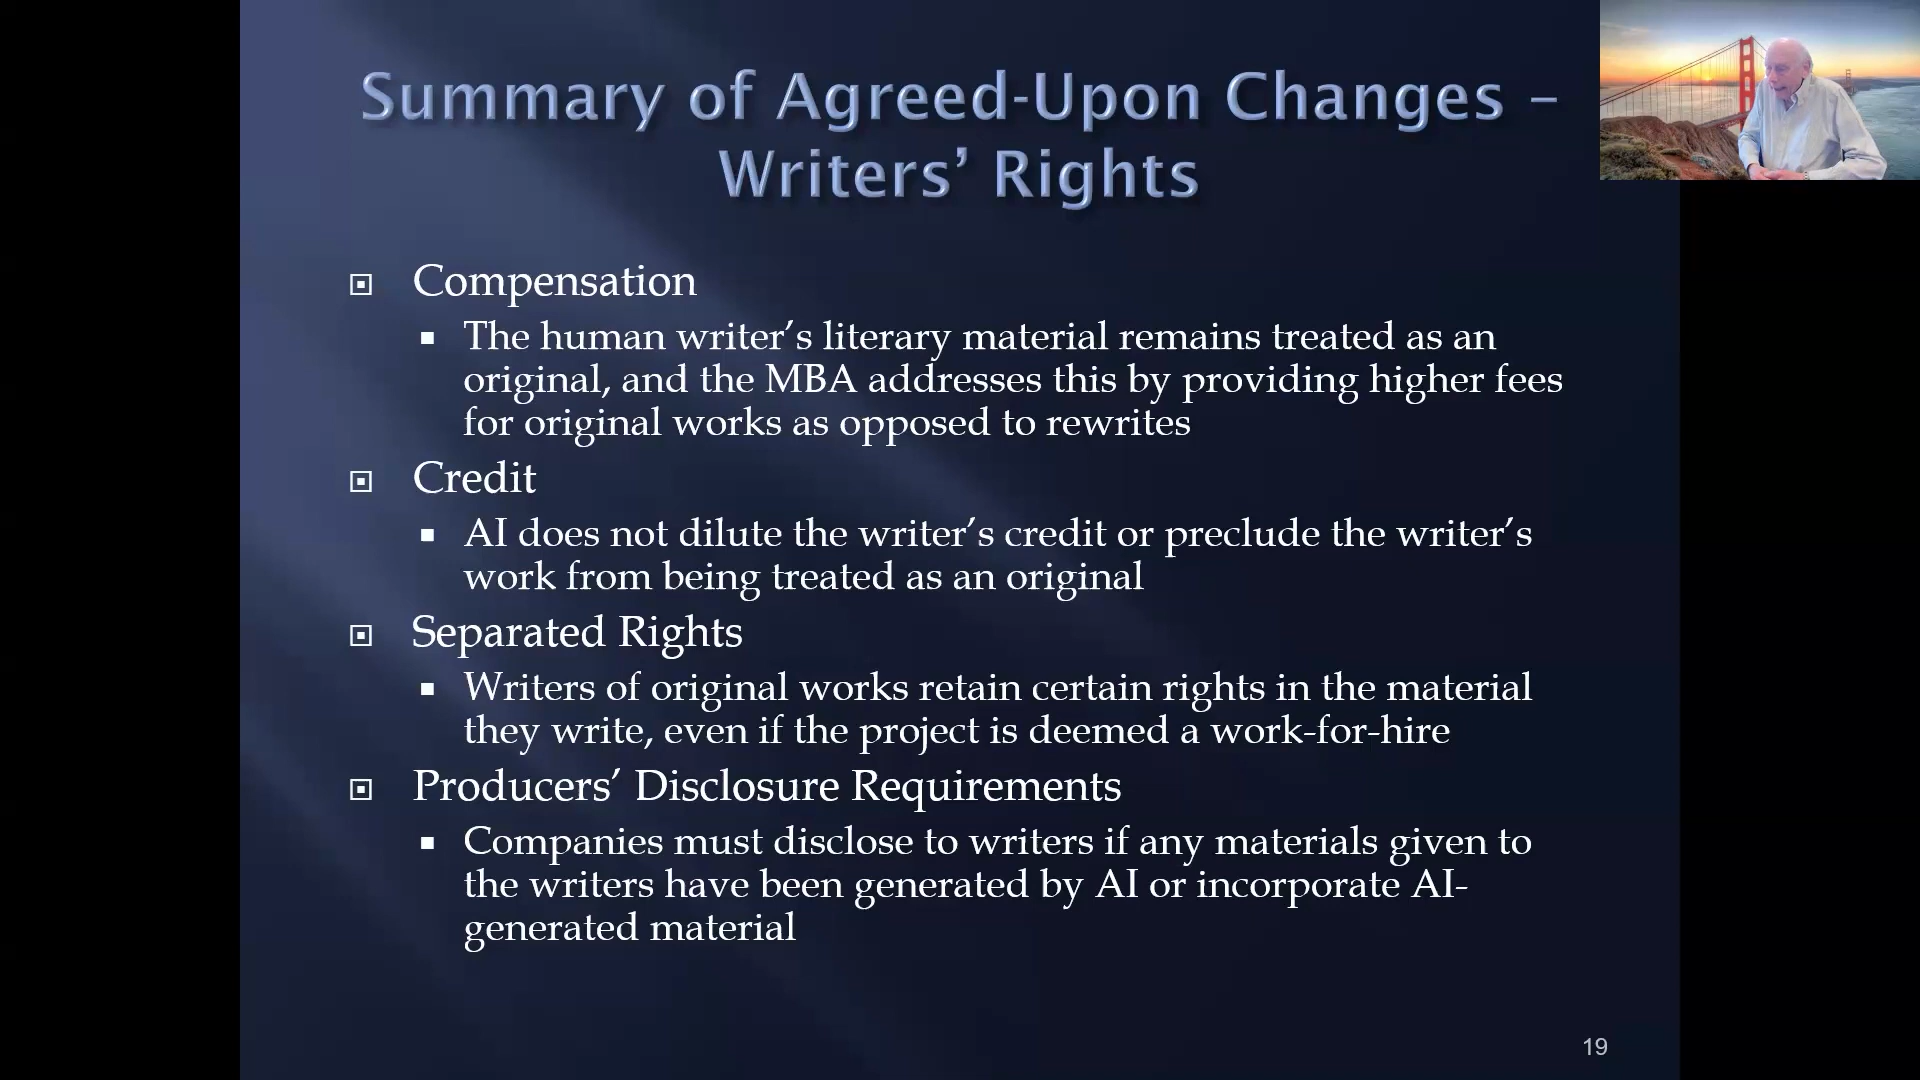 Summary of Agreed-Upon Changes –
Writers’ Rights
Compensation
The human writer’s literary material remains treated as an
original, and the MBA addresses this by providing higher fees
for original works as opposed to rewrites
Credit
AI does not dilute the writer’s credit or preclude the writer’s
work from being treated as an original
Separated Rights
Writers of original works retain certain rights in the material
they write, even if the project is deemed a work-for-hire
Producers’ Disclosure Requirements
Companies must disclose to writers if any materials given to
the writers have been generated by AI or incorporate AI-
generated material
19